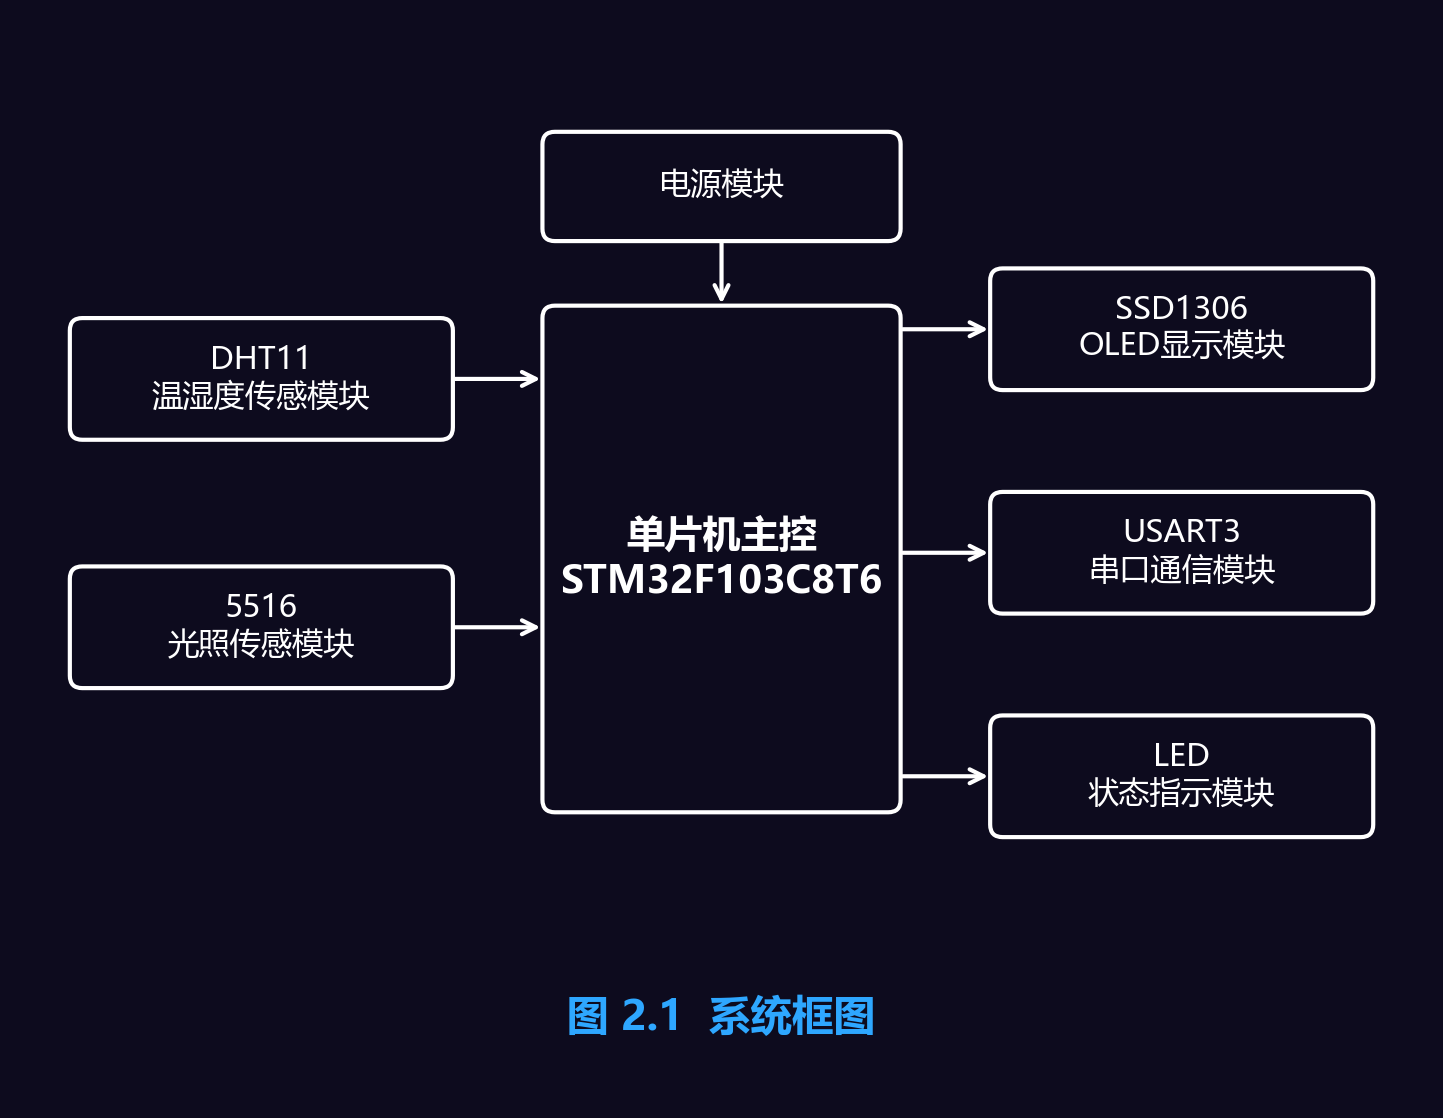 电源模块
SSD1306
OLED显示模块
DHT11
温湿度传感模块
单片机主控
STM32F103C8T6
USART3
串口通信模块
5516
光照传感模块
LED
状态指示模块
图 2.1 系统框图